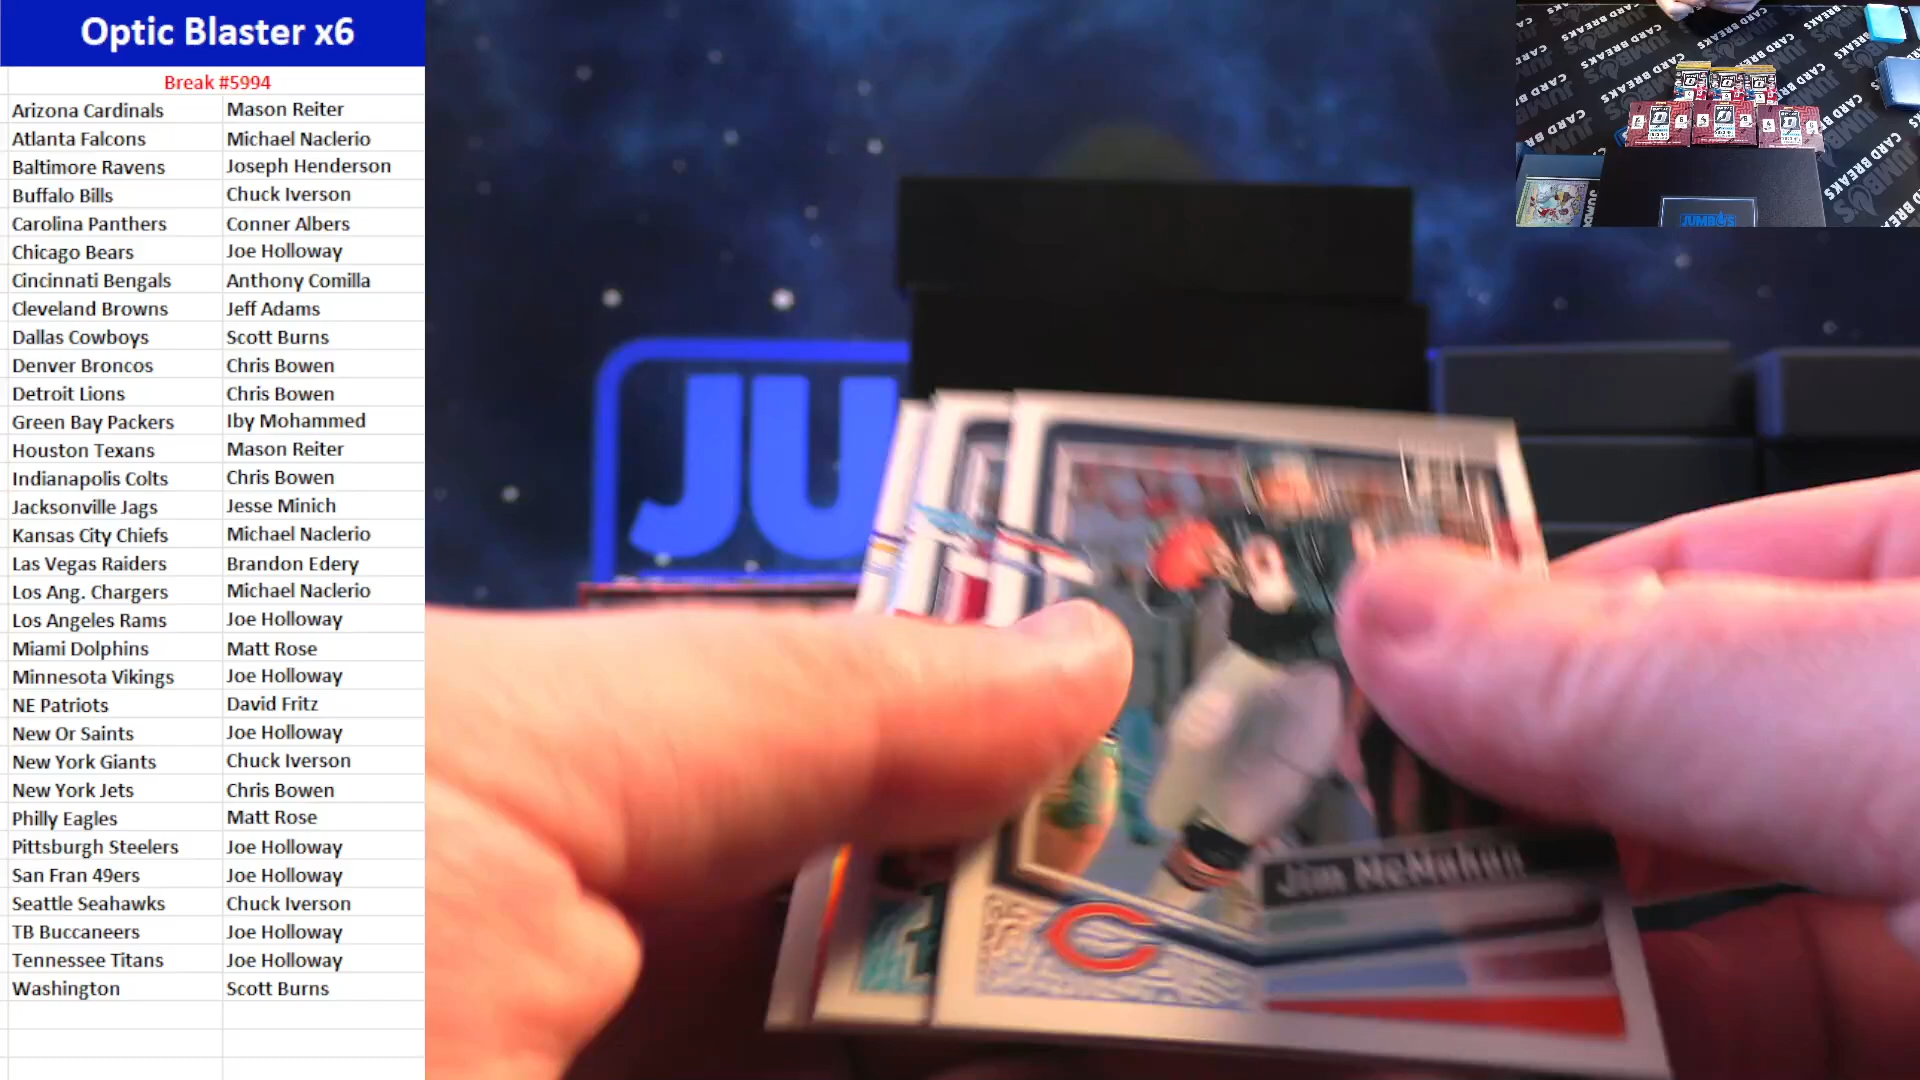 Optic Blaster x6
Break #5994
Arizona Cardinals Mason Reiter
Atlanta Falcons Michael Naclerio
Baltimore Ravens Joseph Henderson
Buffalo Bills Chuck Iverson
Carolina Panthers Conner Albers
Chicago Bears Joe Holloway
Cincinnati Bengals Anthony Comilla
Cleveland Browns Jeff Adams
Dallas Cowboys Scott Burns
Denver Broncos Chris Bowen
Detroit Lions Chris Bowen
Green Bay Packers Iby Mohammed
Houston Texans Mason Reiter
Indianapolis Colts Chris Bowen
Jacksonville Jags Jesse Minich
Kansas City Chiefs Michael Naclerio
Las Vegas Raiders Brandon Edery
Los Ang. Chargers Michael Naclerio
Los Angeles Rams Joe Holloway
Miami Dolphins Matt Rose
Minnesota Vikings Joe Holloway
NE Patriots David Fritz
New Or Saints Joe Holloway
New York Giants Chuck Iverson
New York Jets Chris Bowen
Philly Eagles Matt Rose
Pittsburgh Steelers Joe Holloway
San Fran 49ers Joe Holloway
Seattle Seahawks Chuck Iverson
TB Buccaneers Joe Holloway
Tennessee Titans Joe Holloway
Washington Scott Burns
JU
Jim McMahon
JUMBO'S
CARD BREAKS